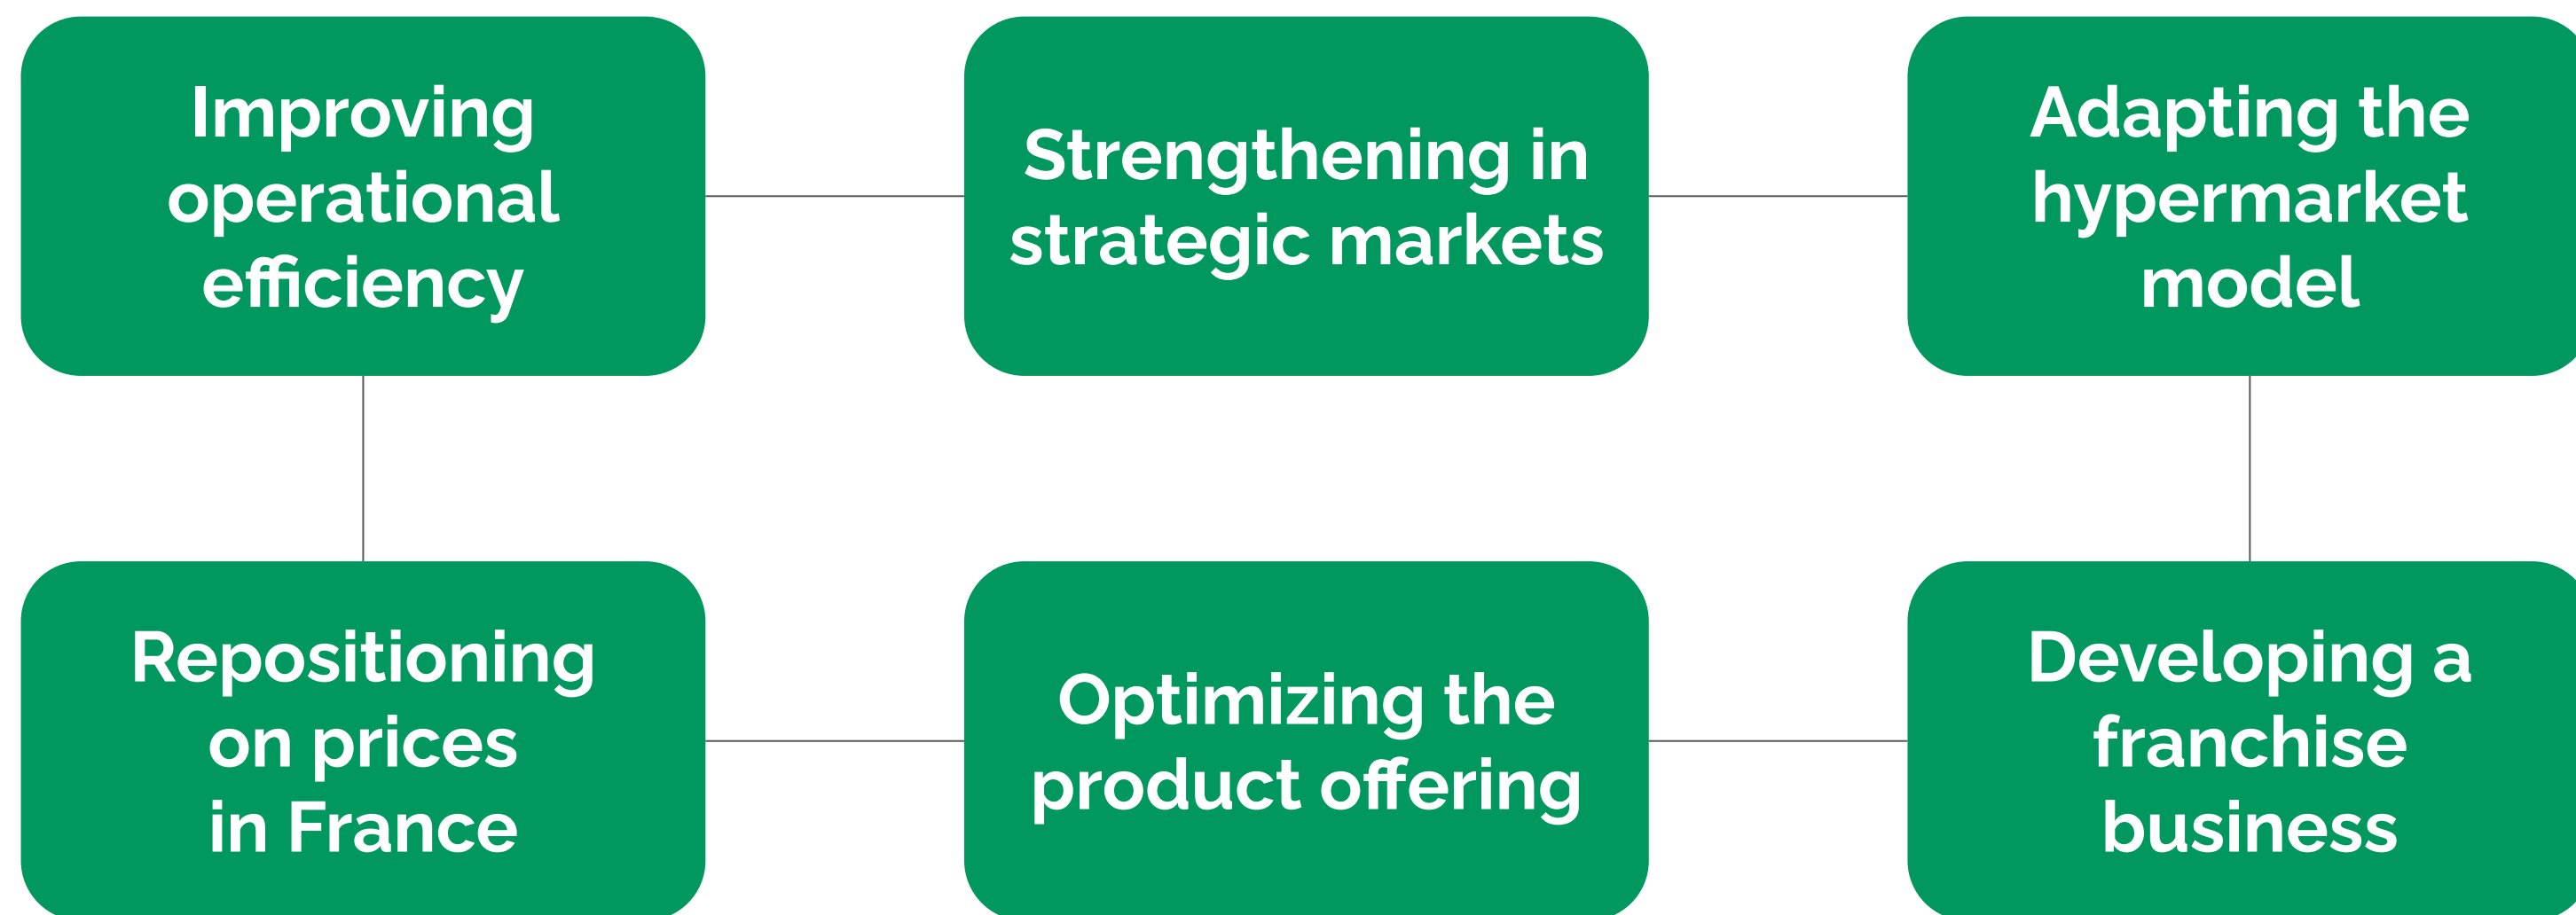 Improving
operational
efficiency
Strengthening in
strategic markets
Adapting the
hypermarket
model
Repositioning
on prices
in France
Optimizing the
product offering
Developing a
franchise
business